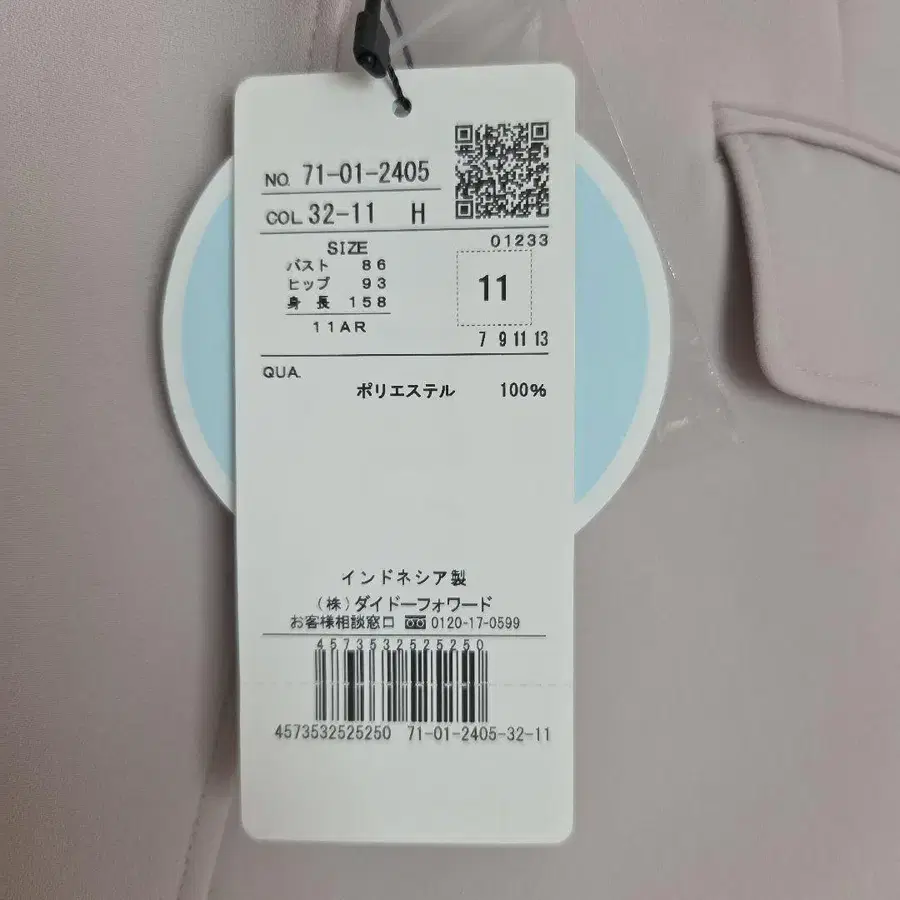 NO. 71-01-2405
COL. 32-11 H
SIZE 01233
バスト 86
ヒップ 93
身長 158
11AR
11
7 9 11 13
QUA.
ポリエステル 100%
インドネシア製
(株)ダイドーフォワード
お客様相談窓口 0120-17-0599
4573532525250
4573532525250 71-01-2405-32-11